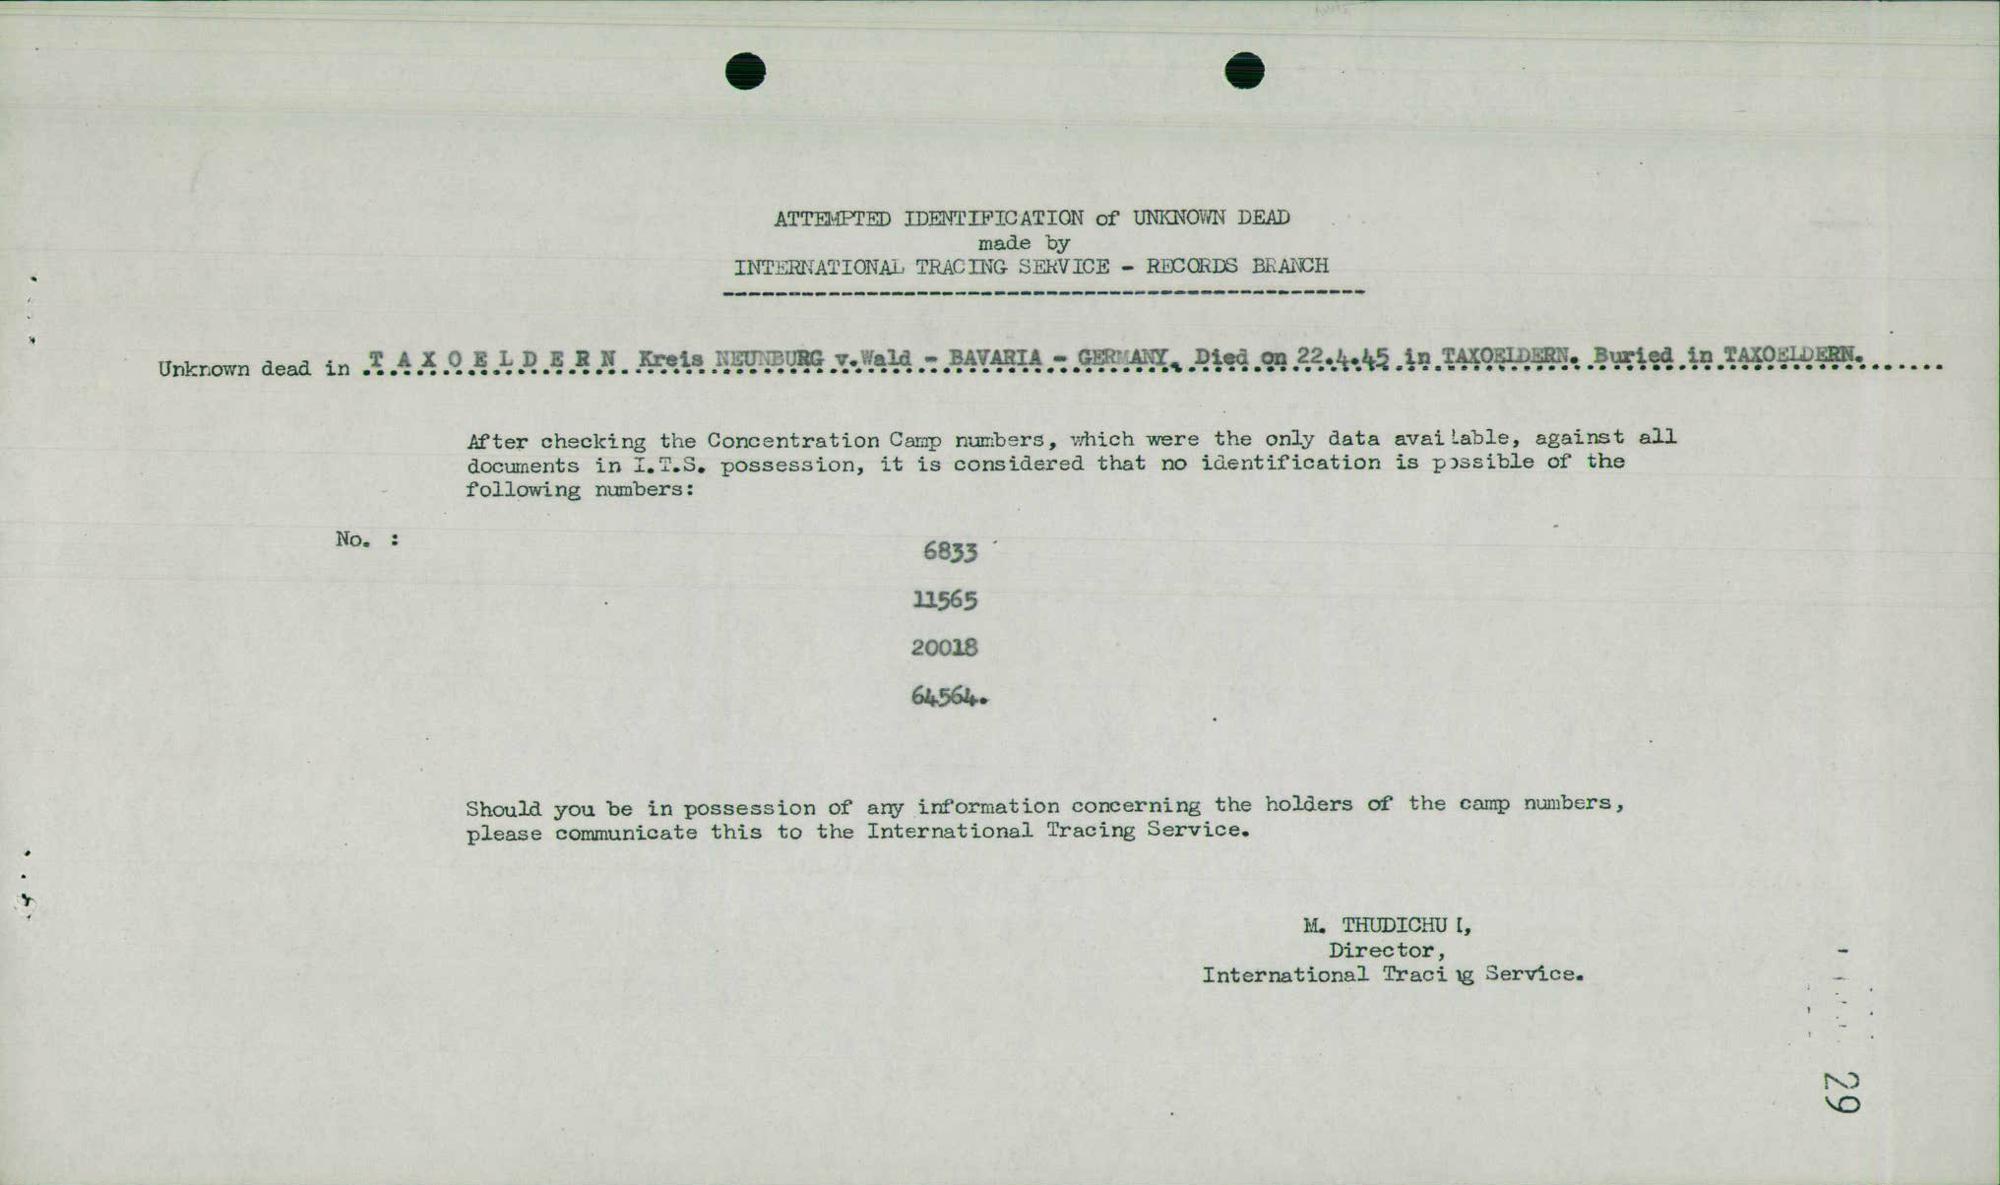 ATTEMPTED IDENTIFICATION of UNKNOWN DEAD
made by
INTERNATIONAL TRACING SERVICE - RECORDS BRANCH
Unknown dead in T A X O E L D E R N Kreis NEUNBURG v.Wald - BAVARIA - GERMANY. Died on 22.4.45 in TAXOELDERN. Buried in TAXOELDERN.
After checking the Concentration Camp numbers, which were the only data available, against all
documents in I.T.S. possession, it is considered that no identification is possible of the
following numbers:
No. :
6833
11565
20018
64564.
Should you be in possession of any information concerning the holders of the camp numbers,
please communicate this to the International Tracing Service.
M. THUDICHUM,
Director,
International Tracing Service.
29